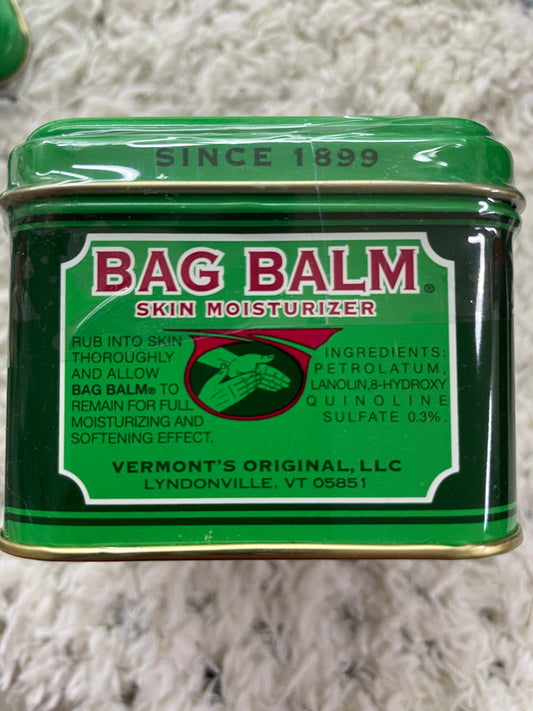 SINCE 1899
BAG BALM®
SKIN MOISTURIZER
RUB INTO SKIN
THOROUGHLY
AND ALLOW
BAG BALM® TO
REMAIN FOR FULL
MOISTURIZING AND
SOFTENING EFFECT.
INGREDIENTS:
PETROLATUM,
LANOLIN,8-HYDROXY
QUINOLINE
SULFATE 0.3%.
VERMONT'S ORIGINAL, LLC
LYNDONVILLE, VT 05851